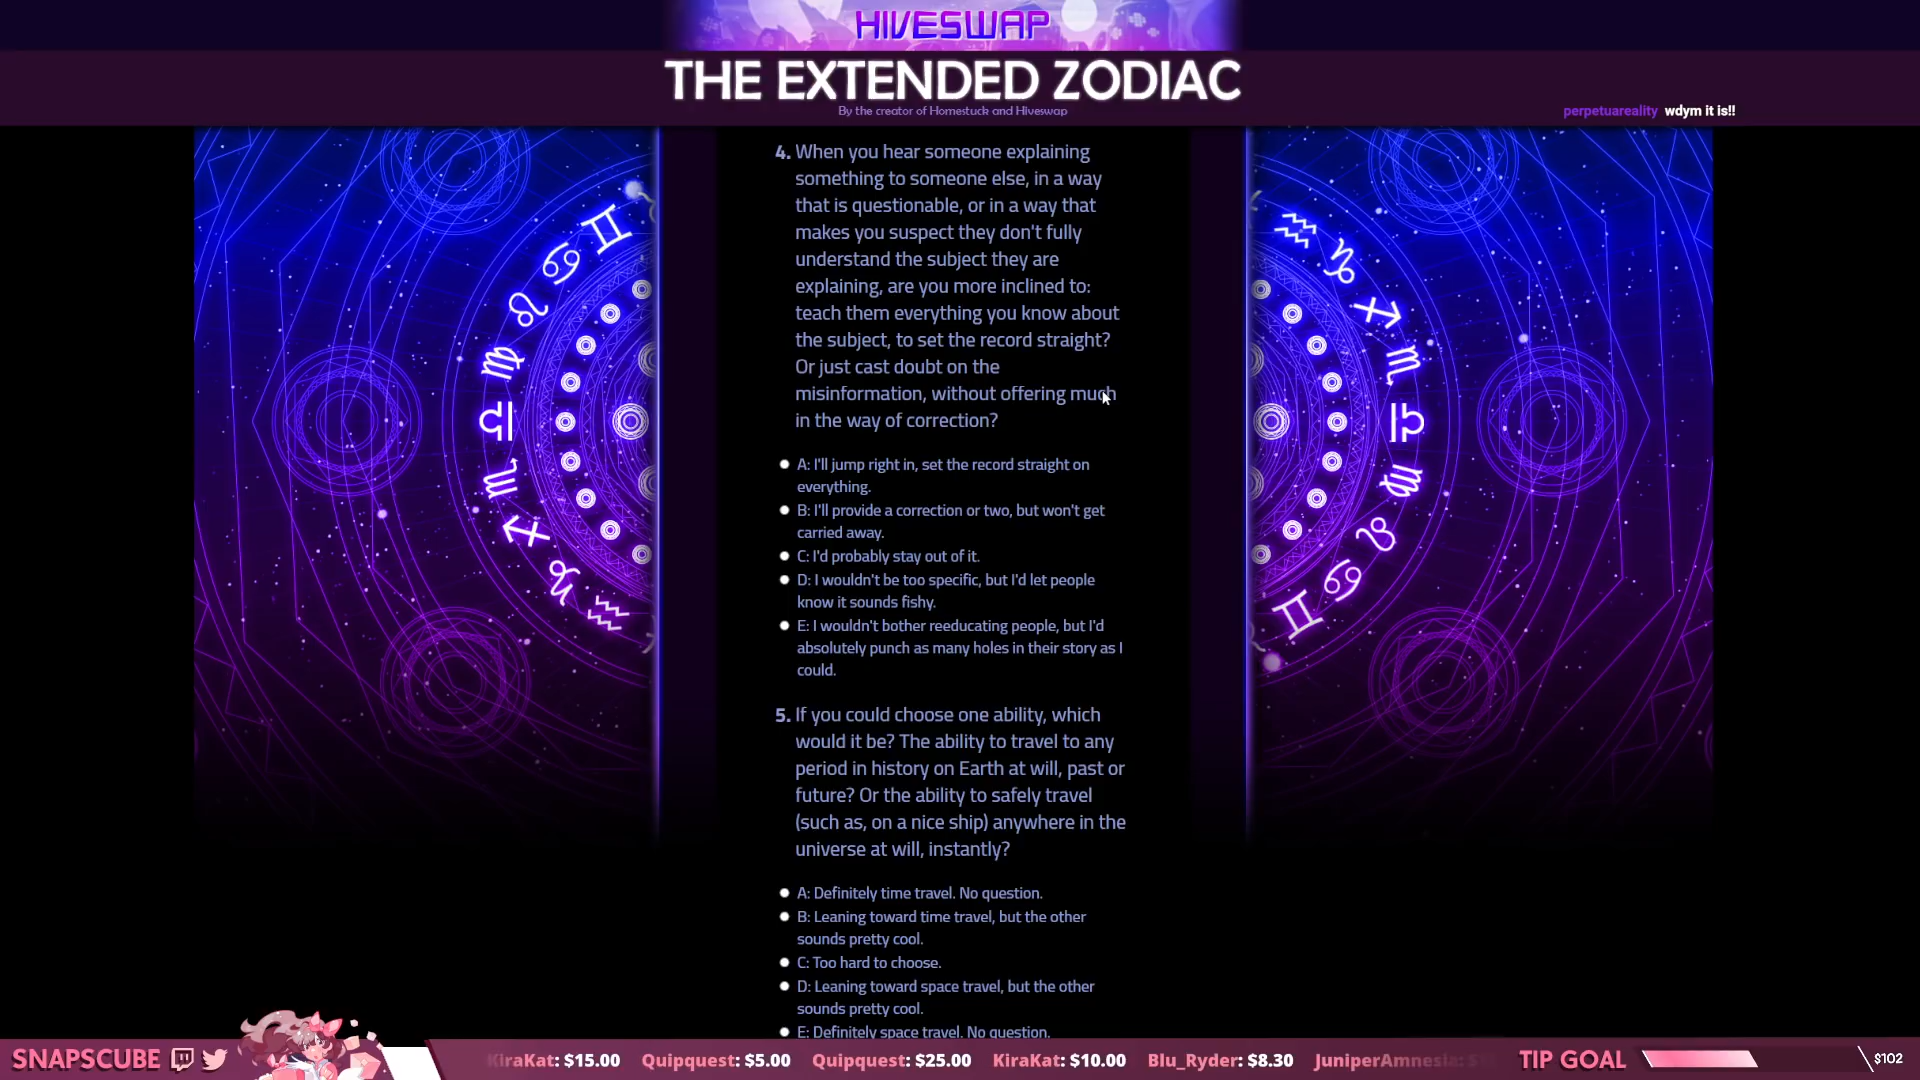 HIVESWAP
THE EXTENDED ZODIAC
By the creator of Homestuck and Hiveswap
perpetuareality wdym it is!!
4. When you hear someone explaining
something to someone else, in a way
that is questionable, or in a way that
makes you suspect they don't fully
understand the subject they are
explaining, are you more inclined to:
teach them everything you know about
the subject, to set the record straight?
Or just cast doubt on the
misinformation, without offering much
in the way of correction?
A: I'll jump right in, set the record straight on
everything.
B: I'll provide a correction or two, but won't get
carried away.
C: I'd probably stay out of it.
D: I wouldn't be too specific, but I'd let people
know it sounds fishy.
E: I wouldn't bother reeducating people, but I'd
absolutely punch as many holes in their story as I
could.
5. If you could choose one ability, which
would it be? The ability to travel to any
period in history on Earth at will, past or
future? Or the ability to safely travel
(such as, on a nice ship) anywhere in the
universe at will, instantly?
A: Definitely time travel. No question.
B: Leaning toward time travel, but the other
sounds pretty cool.
C: Too hard to choose.
D: Leaning toward space travel, but the other
sounds pretty cool.
E: Definitely space travel. No question.
SNAPSCUBE KiraKat: $15.00 Quipquest: $5.00 Quipquest: $25.00 KiraKat: $10.00 Blu_Ryder: $8.30 JuniperAmnesia: TIP GOAL $102